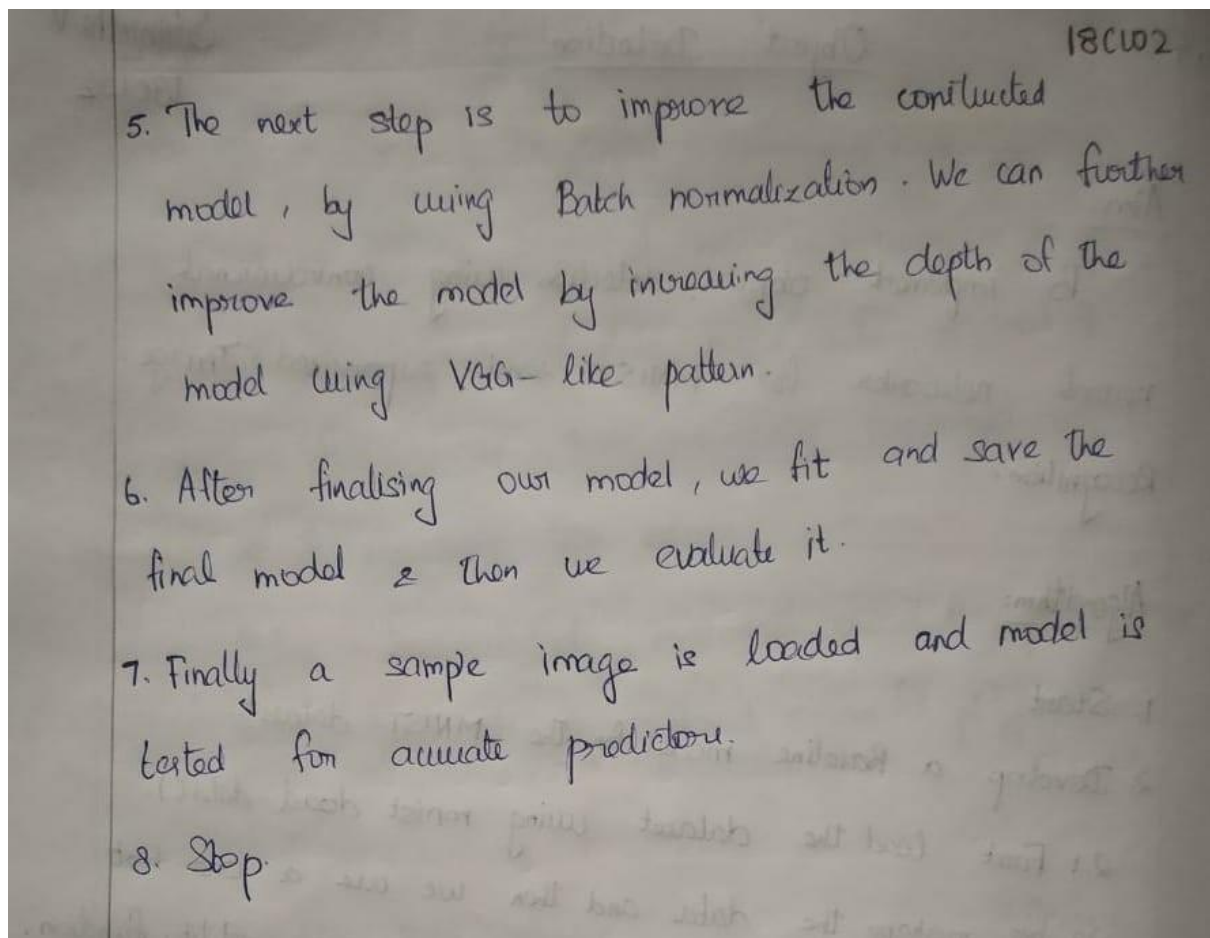 18CW02
5. The next step is to improve the constructed
model, by using Batch normalization. We can further
improve the model by increasing the depth of the
model using VGG- like pattern.
6. After finalising our model, we fit and save the
final model & then we evaluate it.
7. Finally a sample image is loaded and model is
tested for accurate predictions.
8. Stop.